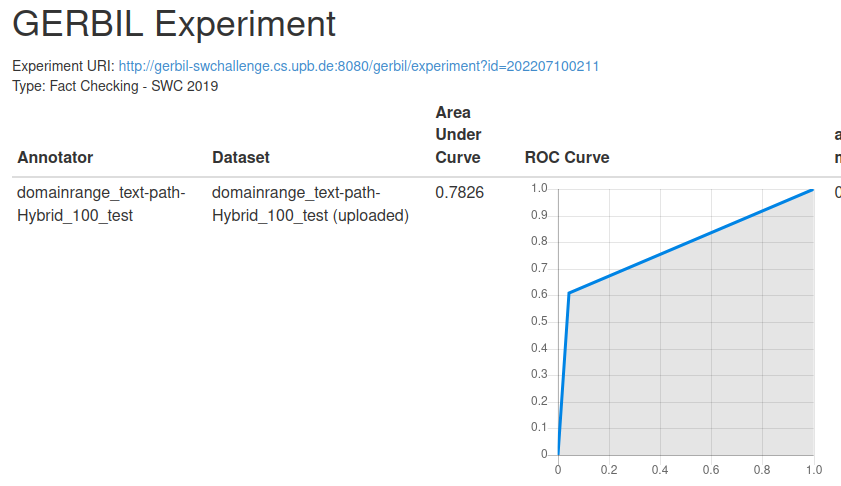 GERBIL Experiment
Experiment URI: http://gerbil-swchallenge.cs.upb.de:8080/gerbil/experiment?id=202207100211
Type: Fact Checking - SWC 2019
Annotator
Dataset
Area
Under
Curve
ROC Curve
domainrange_text-path-
Hybrid_100_test
domainrange_text-path-
Hybrid_100_test (uploaded)
0.7826
1.0
0.9
0.8
0.7
0.6
0.5
0.4
0.3
0.2
0.1
0
0 0.2 0.4 0.6 0.8 1.0